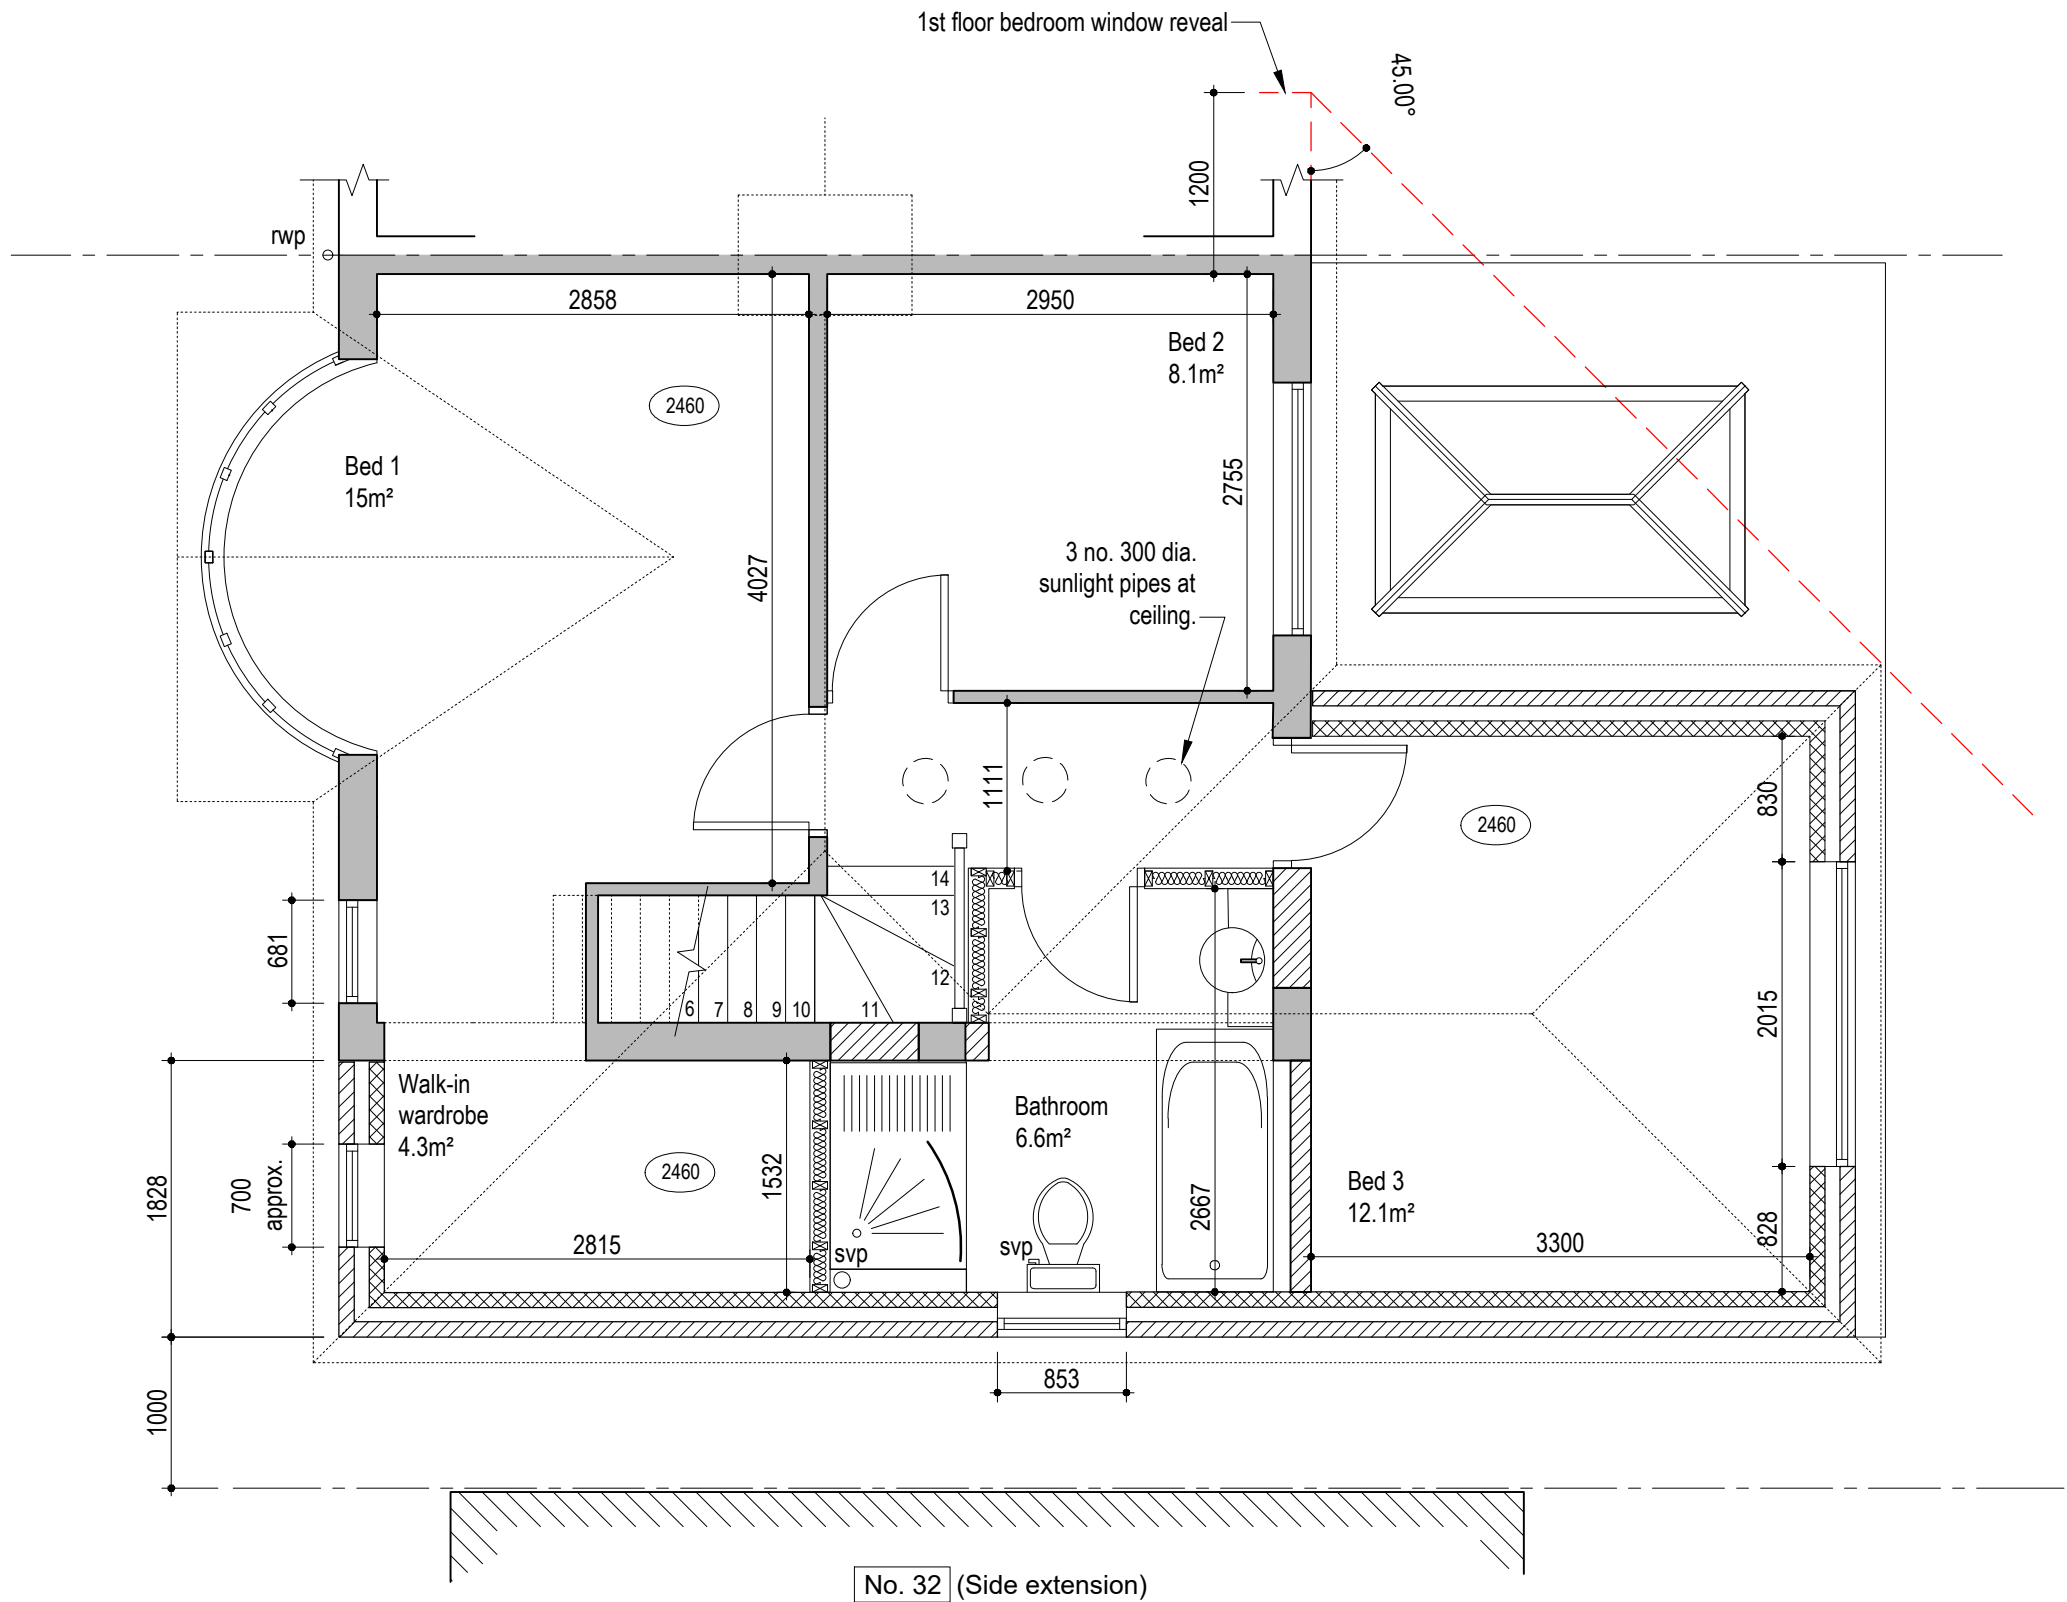 1st floor bedroom window reveal
45.00°
1200
rwp
2858
2950
Bed 2
8.1m²
2460
Bed 1
15m²
2755
4027
3 no. 300 dia.
sunlight pipes at
ceiling.
1111
830
2460
14
13
12
11
10
9
8
7
6
681
2015
Walk-in
wardrobe
4.3m²
Bathroom
6.6m²
1828
700
approx.
2460
1532
2667
Bed 3
12.1m²
828
2815
svp
svp
3300
853
1000
No. 32 (Side extension)